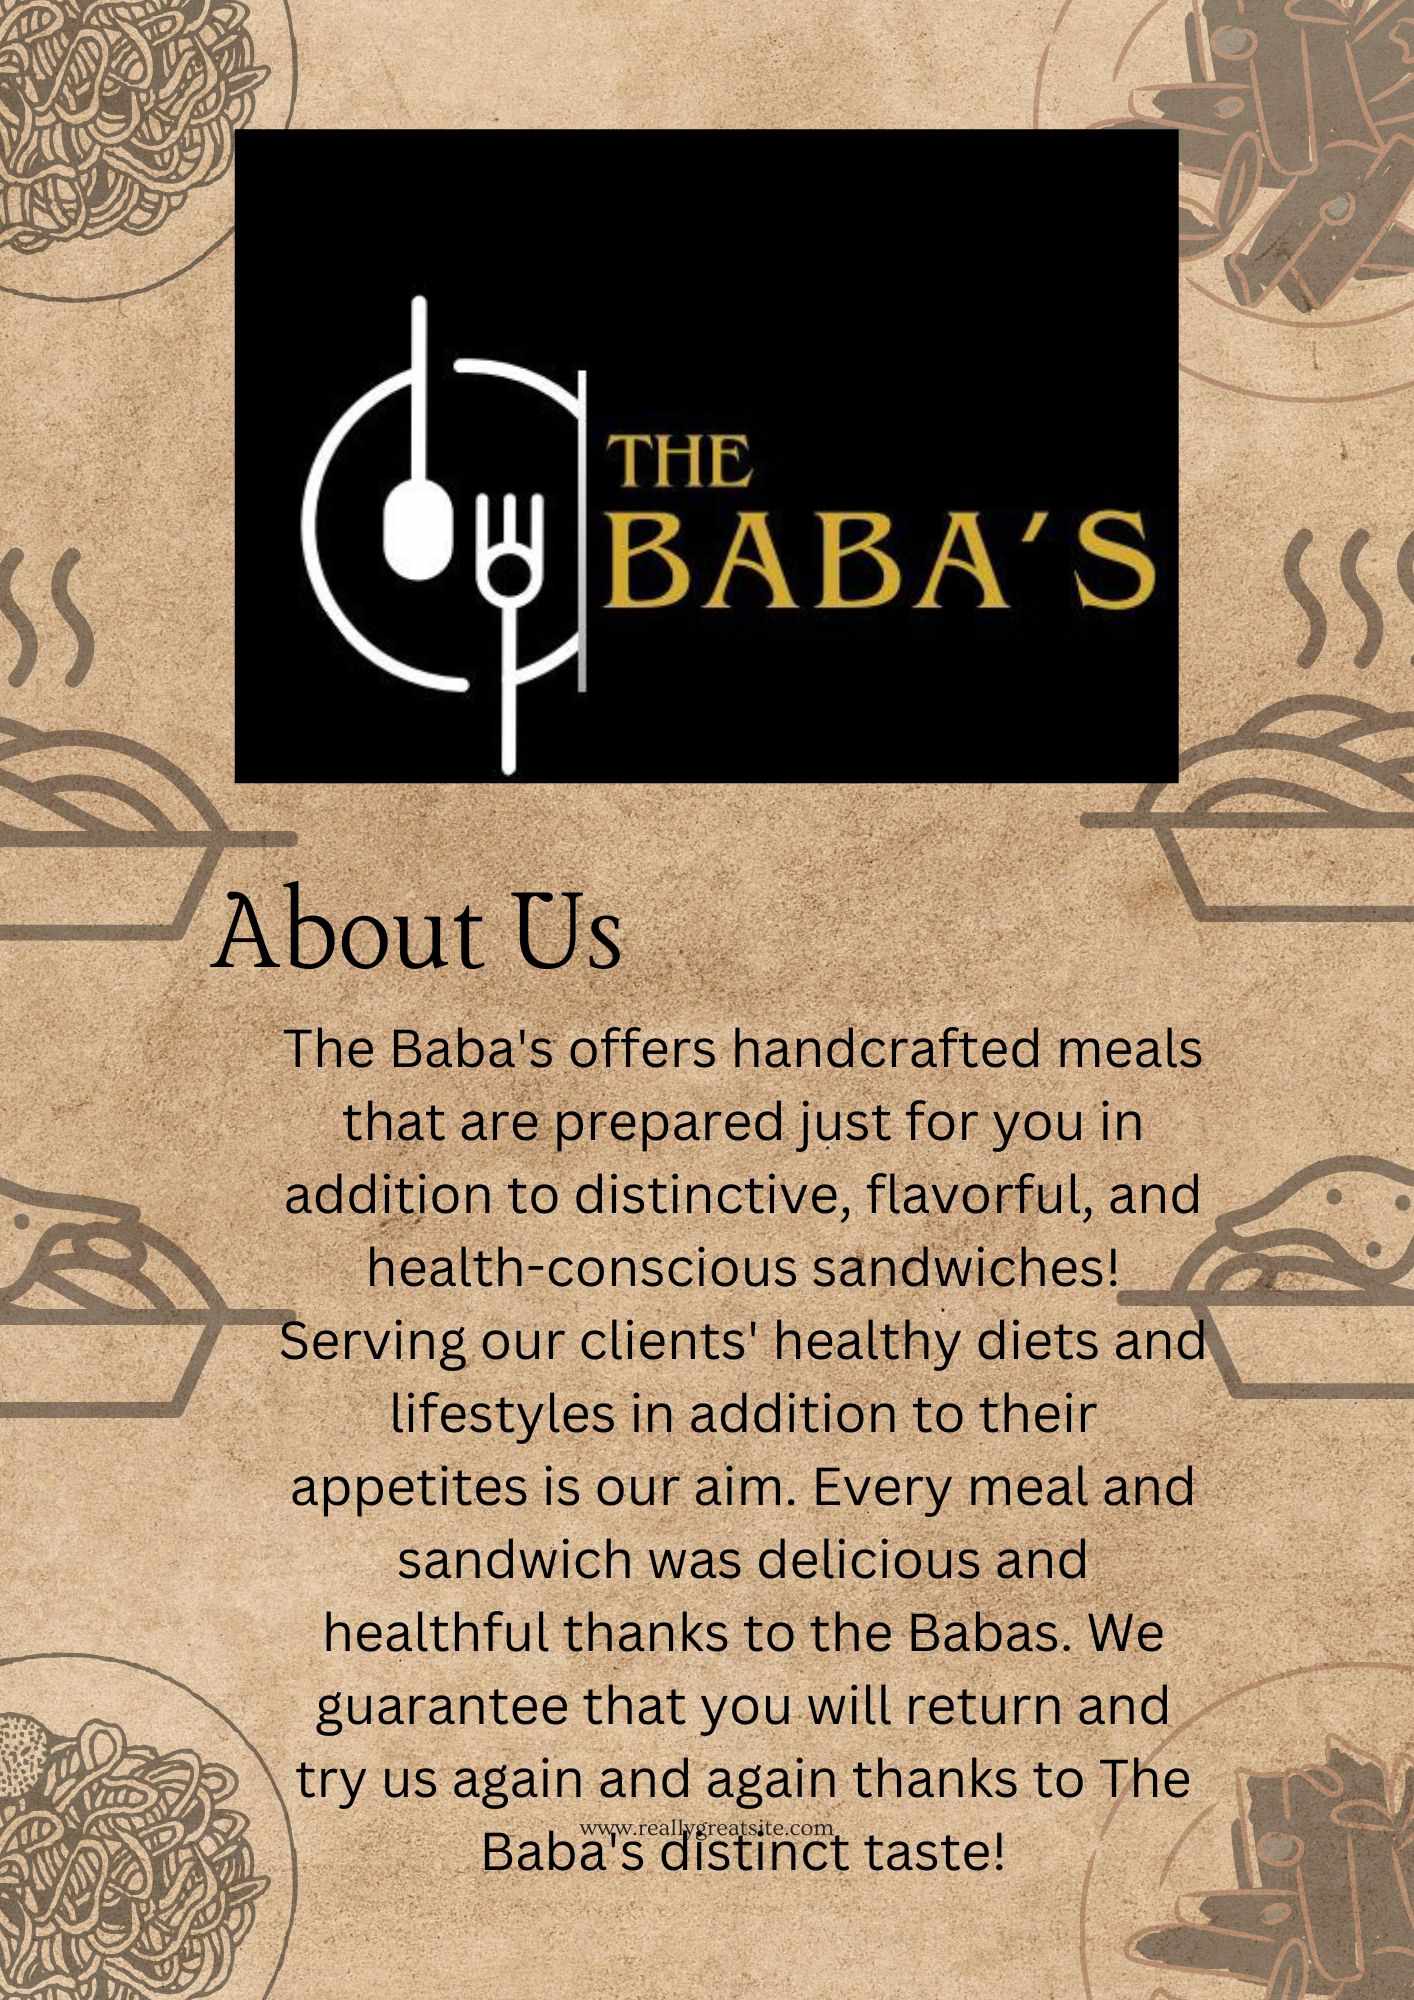 THE
BABA'S
About Us
The Baba's offers handcrafted meals
that are prepared just for you in
addition to distinctive, flavorful, and
health-conscious sandwiches!
Serving our clients' healthy diets and
lifestyles in addition to their
appetites is our aim. Every meal and
sandwich was delicious and
healthful thanks to the Babas. We
guarantee that you will return and
try us again and again thanks to The
www.reallygreatsite.com
Baba's distinct taste!